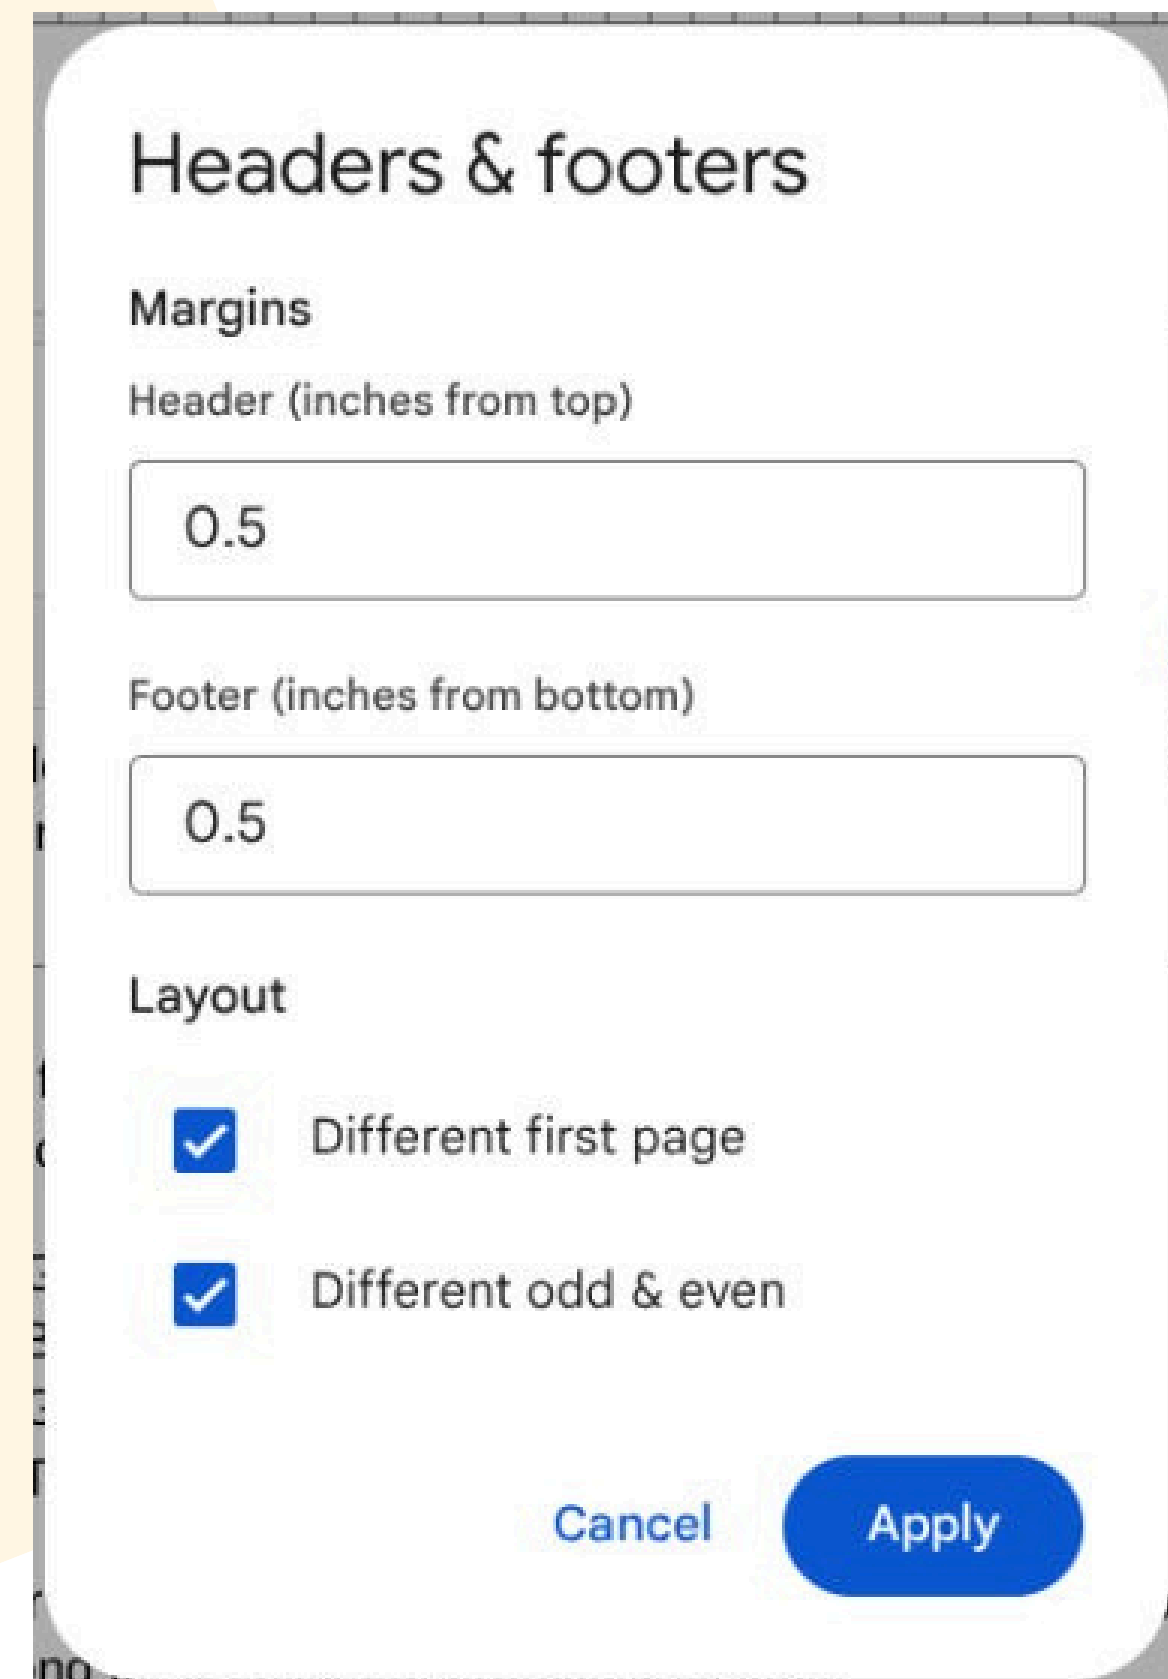 Headers & footers
Margins
Header (inches from top)
0.5
Footer (inches from bottom)
0.5
Layout
Different first page
Different odd & even
Cancel
Apply